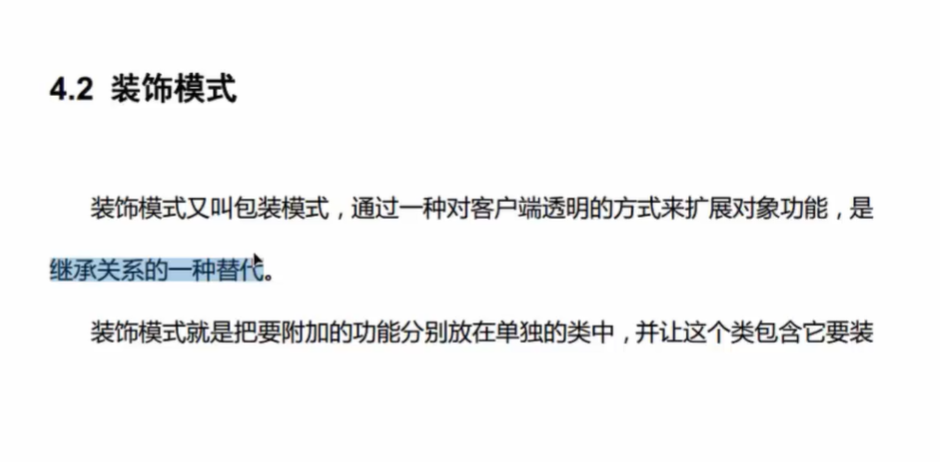 4.2 装饰模式
装饰模式又叫包装模式，通过一种对客户端透明的方式来扩展对象功能，是
继承关系的一种替代。
装饰模式就是把要附加的功能分别放在单独的类中，并让这个类包含它要装